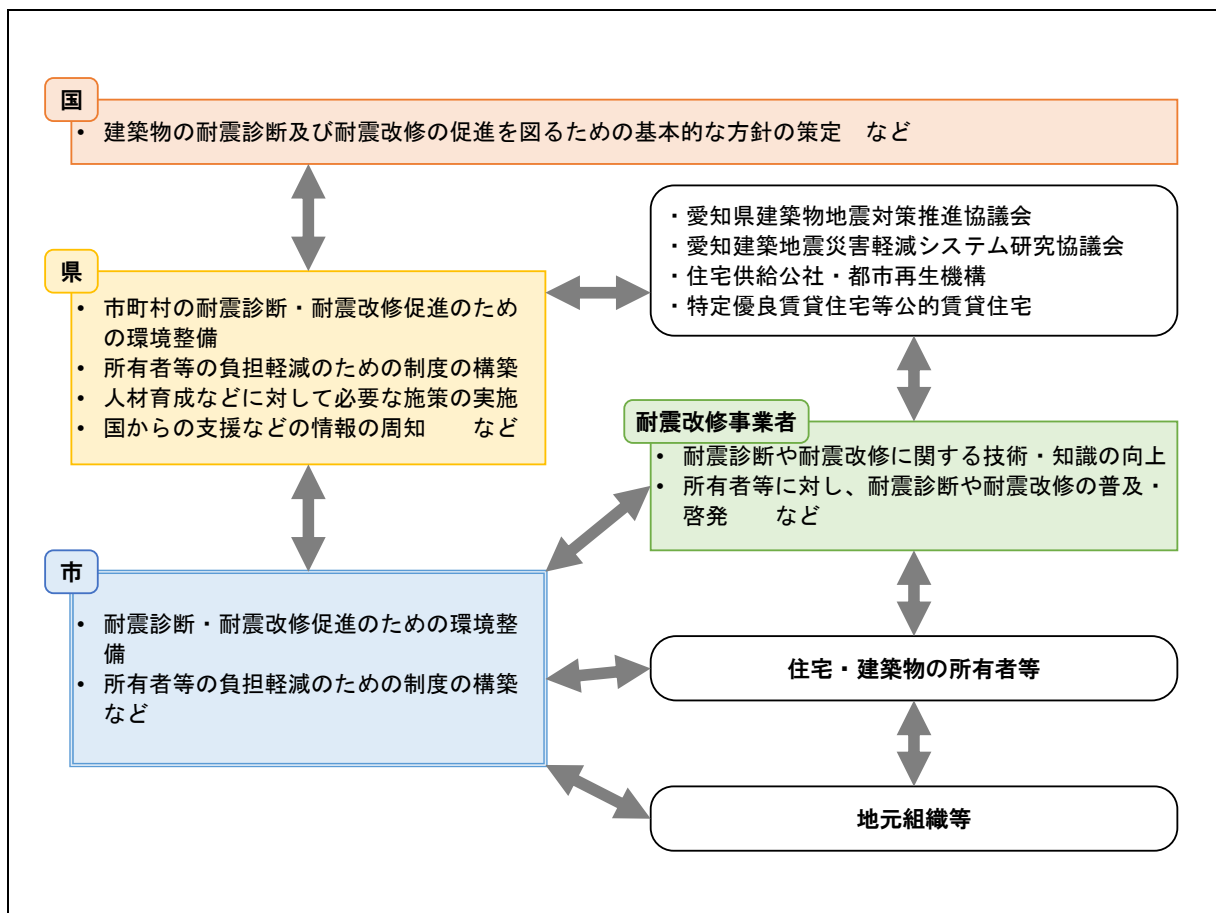 国
• 建築物の耐震診断及び耐震改修の促進を図るための基本的な方針の策定　など
・愛知県建築物地震対策推進協議会
・愛知建築地震災害軽減システム研究協議会
・住宅供給公社・都市再生機構
・特定優良賃貸住宅等公的賃貸住宅
県
• 市町村の耐震診断・耐震改修促進のため
の環境整備
• 所有者等の負担軽減のための制度の構築
• 人材育成などに対して必要な施策の実施
• 国からの支援などの情報の周知　　など
耐震改修事業者
• 耐震診断や耐震改修に関する技術・知識の向上
• 所有者等に対し、耐震診断や耐震改修の普及・
啓発　　など
市
• 耐震診断・耐震改修促進のための環境整
備
• 所有者等の負担軽減のための制度の構築
など
住宅・建築物の所有者等
地元組織等